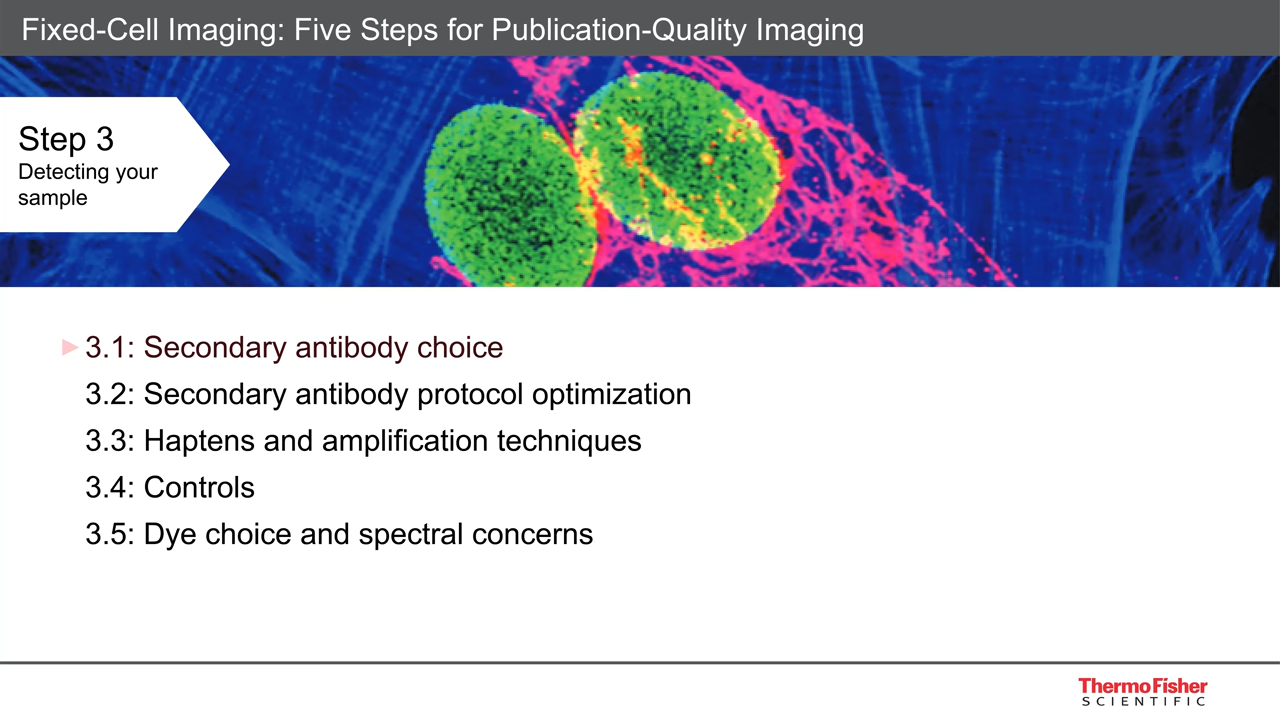 Fixed-Cell Imaging: Five Steps for Publication-Quality Imaging
Step 3
Detecting your
sample
3.1: Secondary antibody choice
3.2: Secondary antibody protocol optimization
3.3: Haptens and amplification techniques
3.4: Controls
3.5: Dye choice and spectral concerns
ThermoFisher
SCIENTIFIC